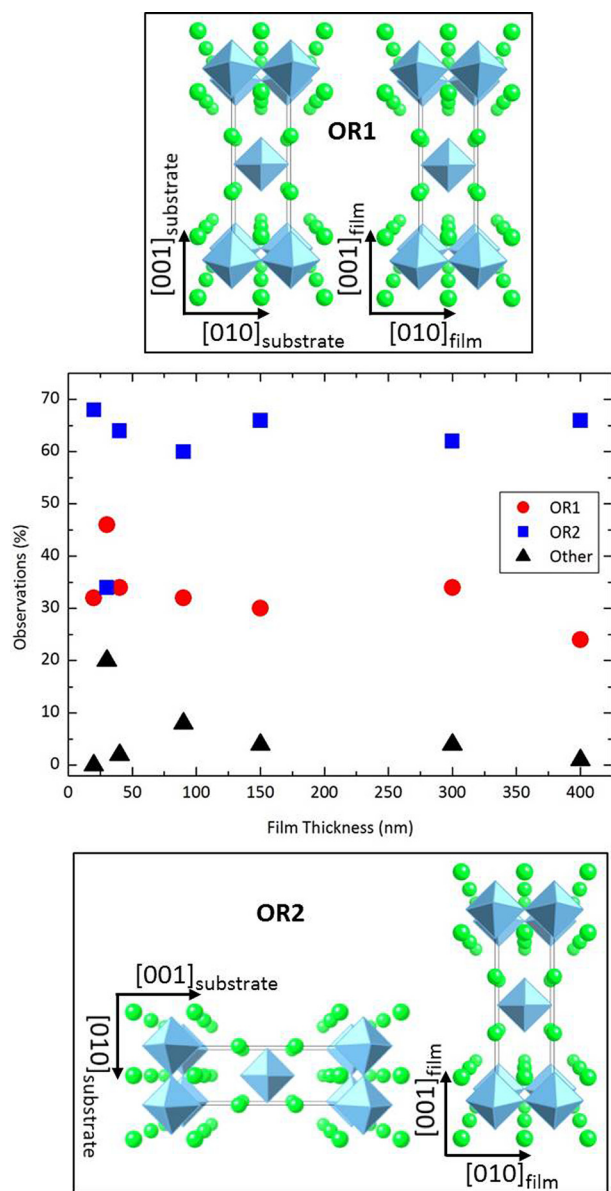 OR1
[001]substrate
[001]film
[010]substrate
[010]film
70
60
50
40
30
20
10
0
Observations (%)
OR1
OR2
Other
0
50
100
150
200
250
300
350
400
Film Thickness (nm)
OR2
[001]substrate
[010]substrate
[001]film
[010]film